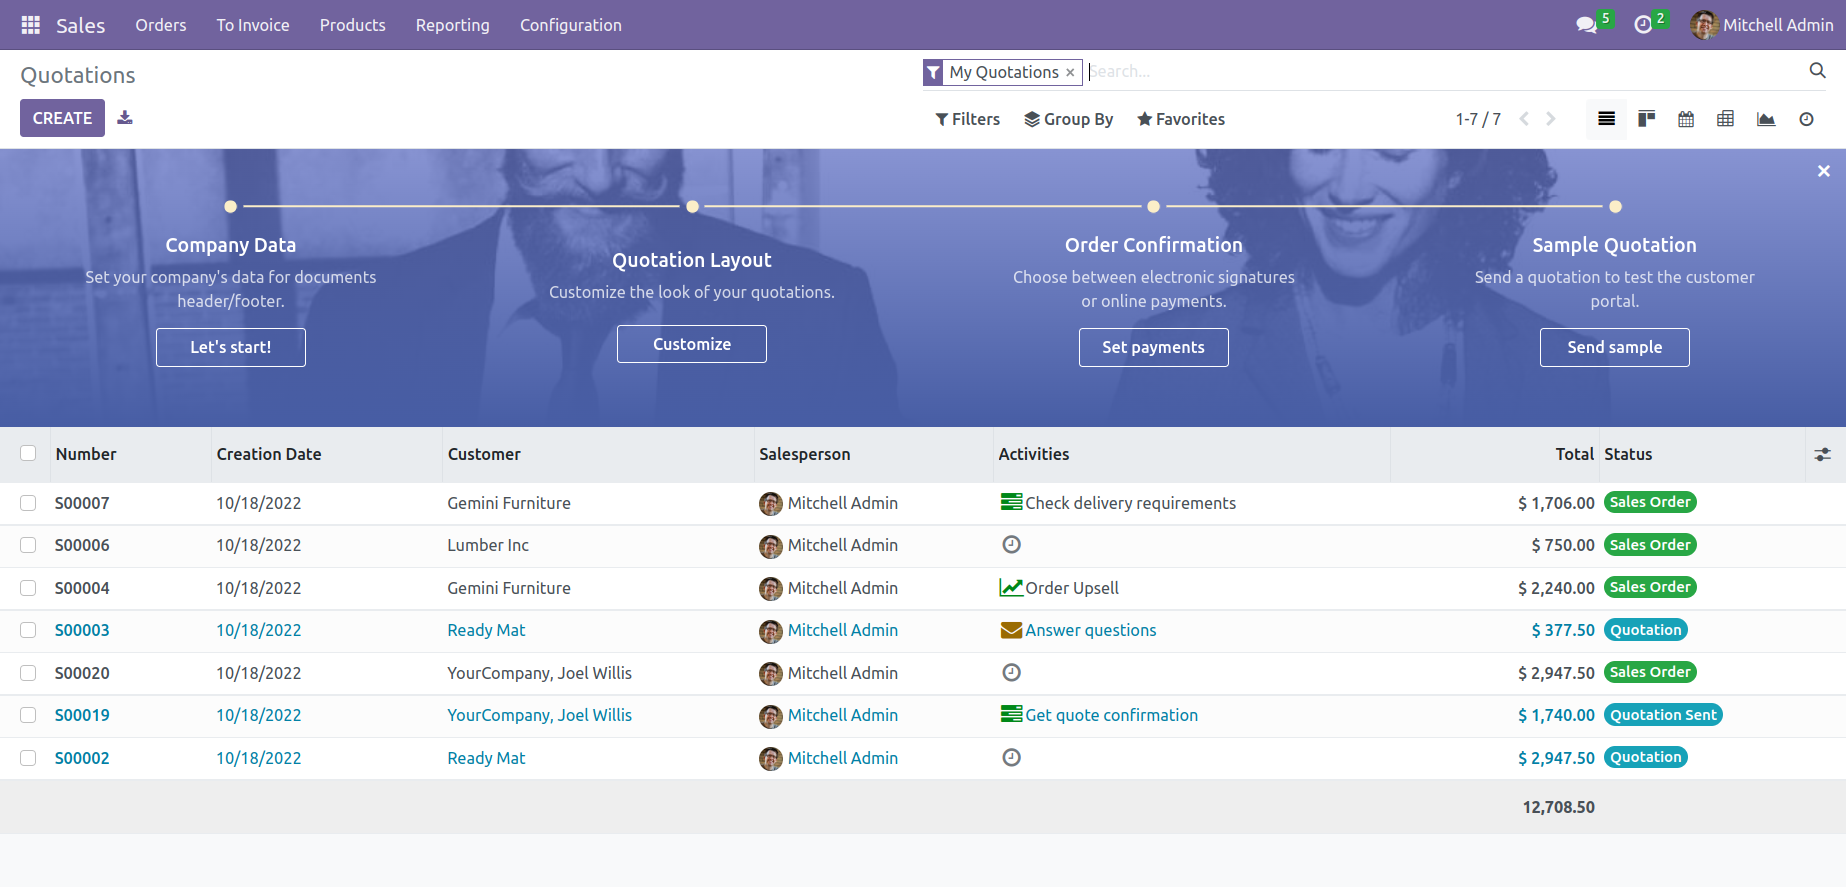 Sales Orders To Invoice Products Reporting Configuration 5 2 Mitchell Admin
Quotations
My Quotations × Search...
CREATE
Filters Group By Favorites 1-7 / 7
Company Data
Set your company's data for documents
header/footer.
Let's start!
Quotation Layout
Customize the look of your quotations.
Customize
Order Confirmation
Choose between electronic signatures
or online payments.
Set payments
Sample Quotation
Send a quotation to test the customer
portal.
Send sample
Number Creation Date Customer Salesperson Activities Total Status
S00007 10/18/2022 Gemini Furniture Mitchell Admin Check delivery requirements $ 1,706.00 Sales Order
S00006 10/18/2022 Lumber Inc Mitchell Admin $ 750.00 Sales Order
S00004 10/18/2022 Gemini Furniture Mitchell Admin Order Upsell $ 2,240.00 Sales Order
S00003 10/18/2022 Ready Mat Mitchell Admin Answer questions $ 377.50 Quotation
S00020 10/18/2022 YourCompany, Joel Willis Mitchell Admin $ 2,947.50 Sales Order
S00019 10/18/2022 YourCompany, Joel Willis Mitchell Admin Get quote confirmation $ 1,740.00 Quotation Sent
S00002 10/18/2022 Ready Mat Mitchell Admin $ 2,947.50 Quotation
12,708.50